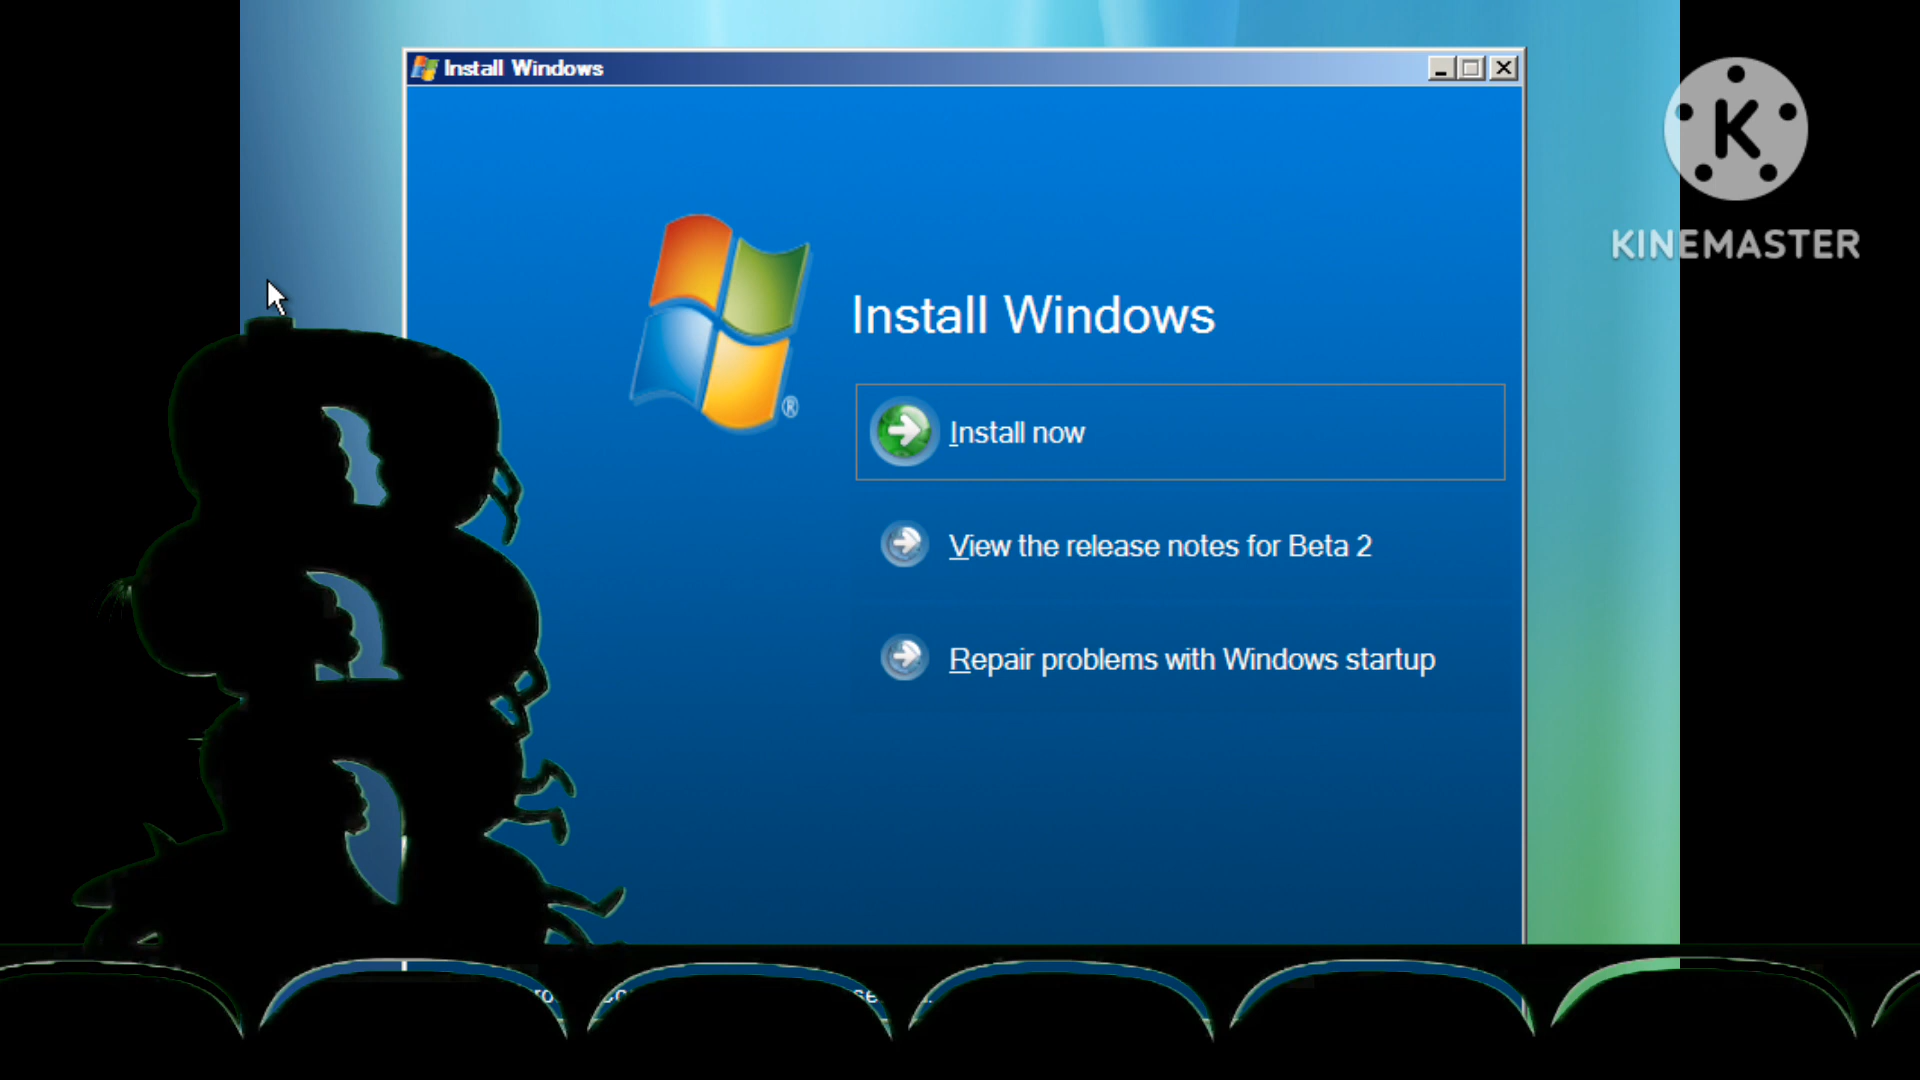 Install Windows
K
KINEMASTER
Install Windows
®
Install now
View the release notes for Beta 2
Repair problems with Windows startup